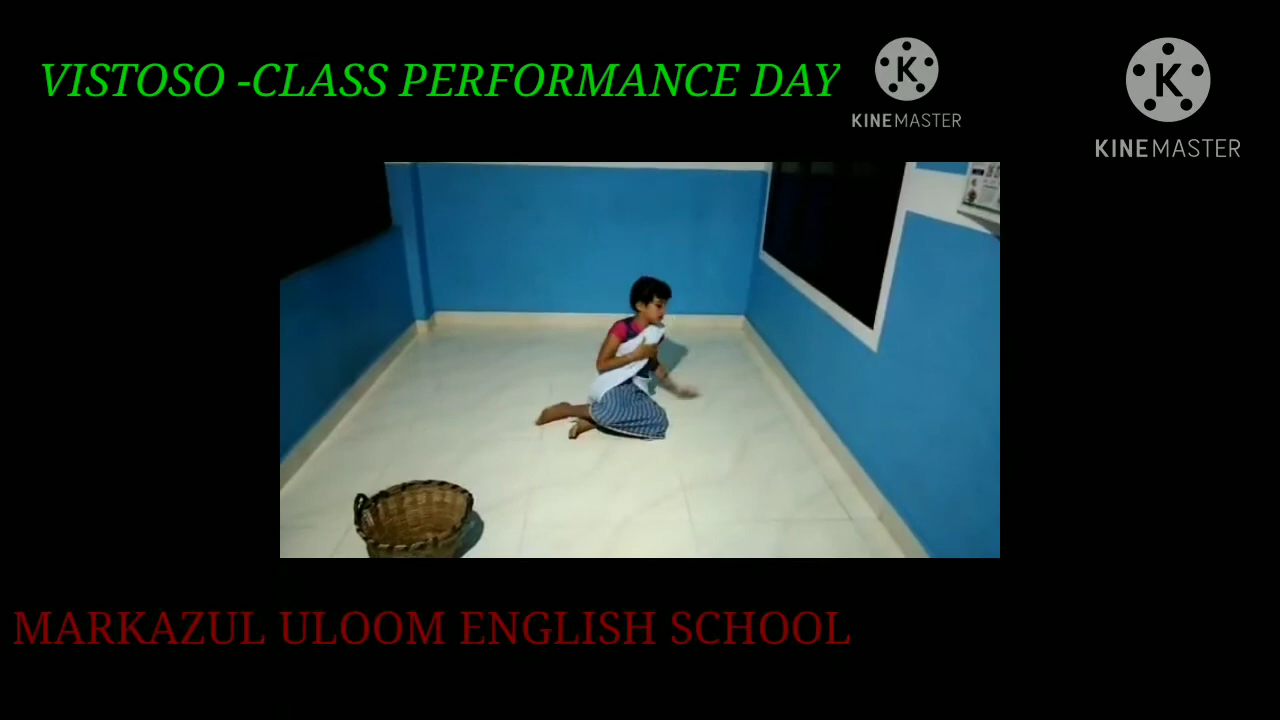 VISTOSO -CLASS PERFORMANCE DAY
KINEMASTER
KINEMASTER
MARKAZUL ULOOM ENGLISH SCHOOL